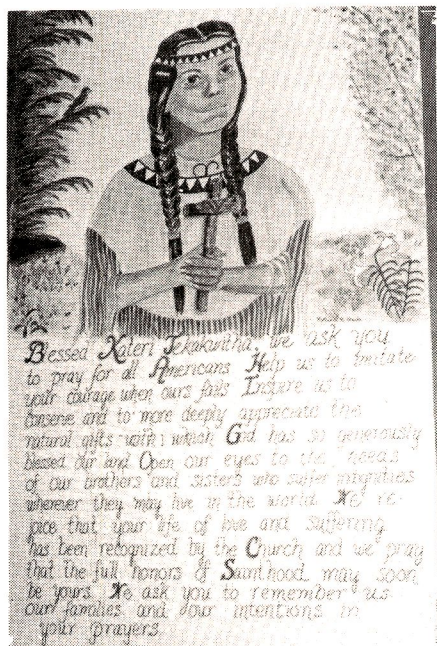 Blessed Kateri Tekakwitha, we ask you
to pray for all Americans Help us to imitate
your courage when ours fails Inspire us to
conserve and to more deeply appreciate the
natural gifts with which God has so generously
blessed our land Open our eyes to the needs
of our brothers and sisters who suffer indignities
wherever they may live in the world We re-
joice that your life of love and suffering
has been recognized by the Church and we pray
that the full honors of Sainthood may soon
be yours We ask you to remember us
our families and our intentions in
your prayers